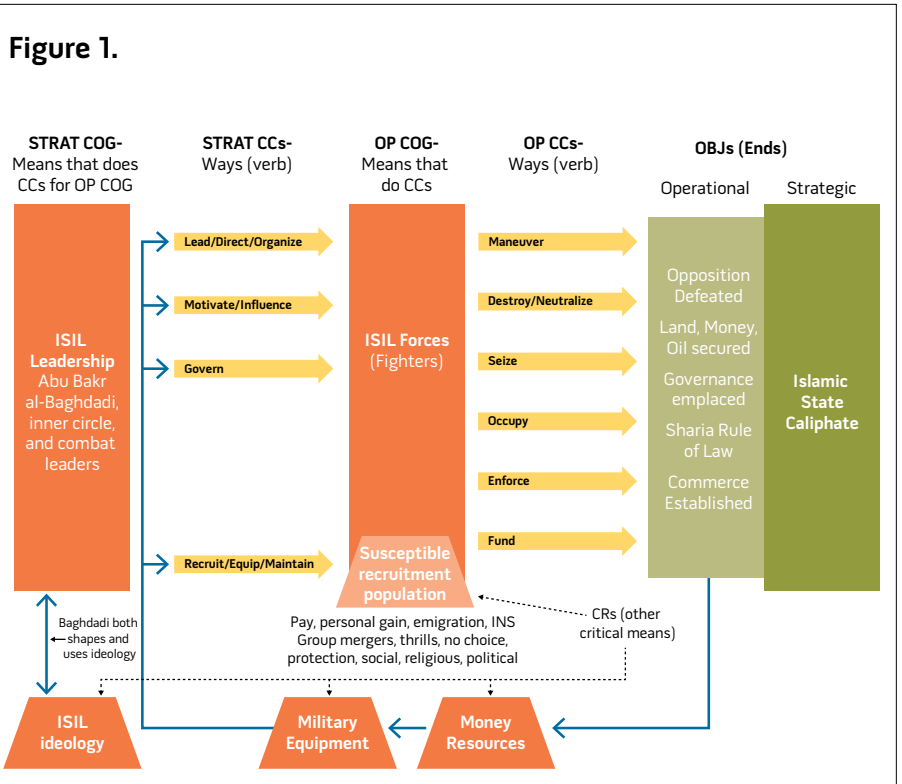 Figure 1.
STRAT COG-
Means that does
CCs for OP COG
STRAT CCs-
Ways (verb)
OP COG-
Means that
do CCs
OP CCs-
Ways (verb)
OBJs (Ends)
Operational
Strategic
ISIL
Leadership
Abu Bakr
al-Baghdadi,
inner circle,
and combat
leaders
Lead/Direct/Organize
Motivate/Influence
Govern
Recruit/Equip/Maintain
ISIL Forces
(Fighters)
Susceptible
recruitment
population
Maneuver
Destroy/Neutralize
Seize
Occupy
Enforce
Fund
Opposition
Defeated
Land, Money,
Oil secured
Governance
emplaced
Sharia Rule
of Law
Commerce
Established
Islamic
State
Caliphate
Baghdadi both
shapes and
uses ideology
Pay, personal gain, emigration, INS
Group mergers, thrills, no choice,
protection, social, religious, political
CRs (other
critical means)
ISIL
ideology
Military
Equipment
Money
Resources